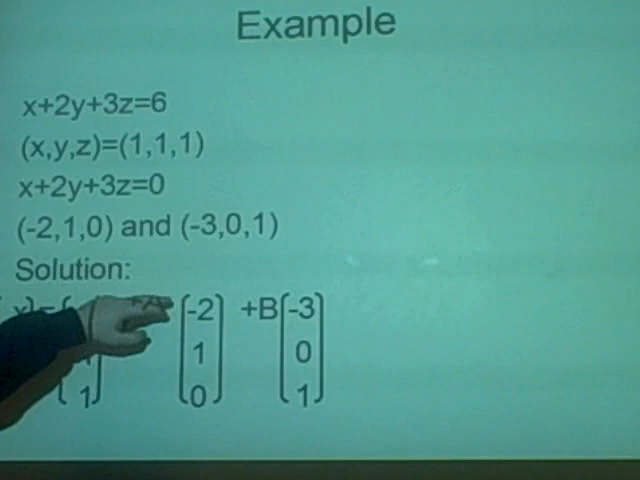 Example
x+2y+3z=6
(x,y,z)=(1,1,1)
x+2y+3z=0
(-2,1,0) and (-3,0,1)
Solution:
-2 +B -3
1 0
1 0 1